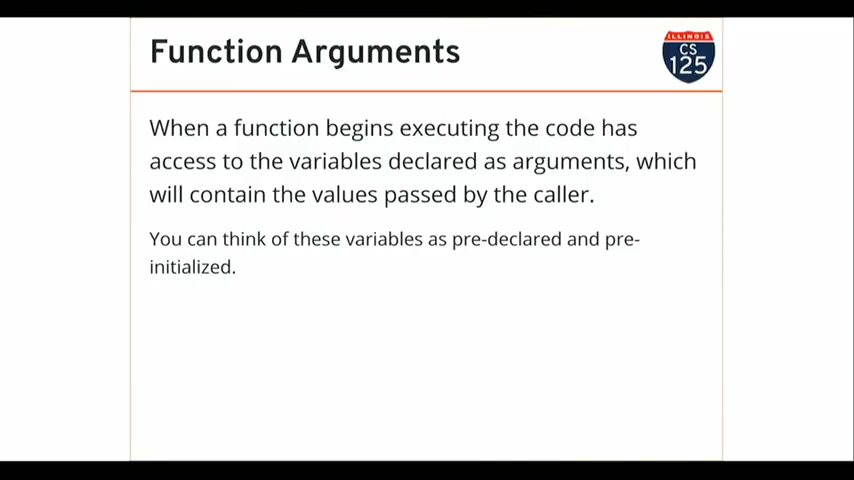 Function Arguments
ILLINOIS
CS
125
When a function begins executing the code has
access to the variables declared as arguments, which
will contain the values passed by the caller.
You can think of these variables as pre-declared and pre-
initialized.